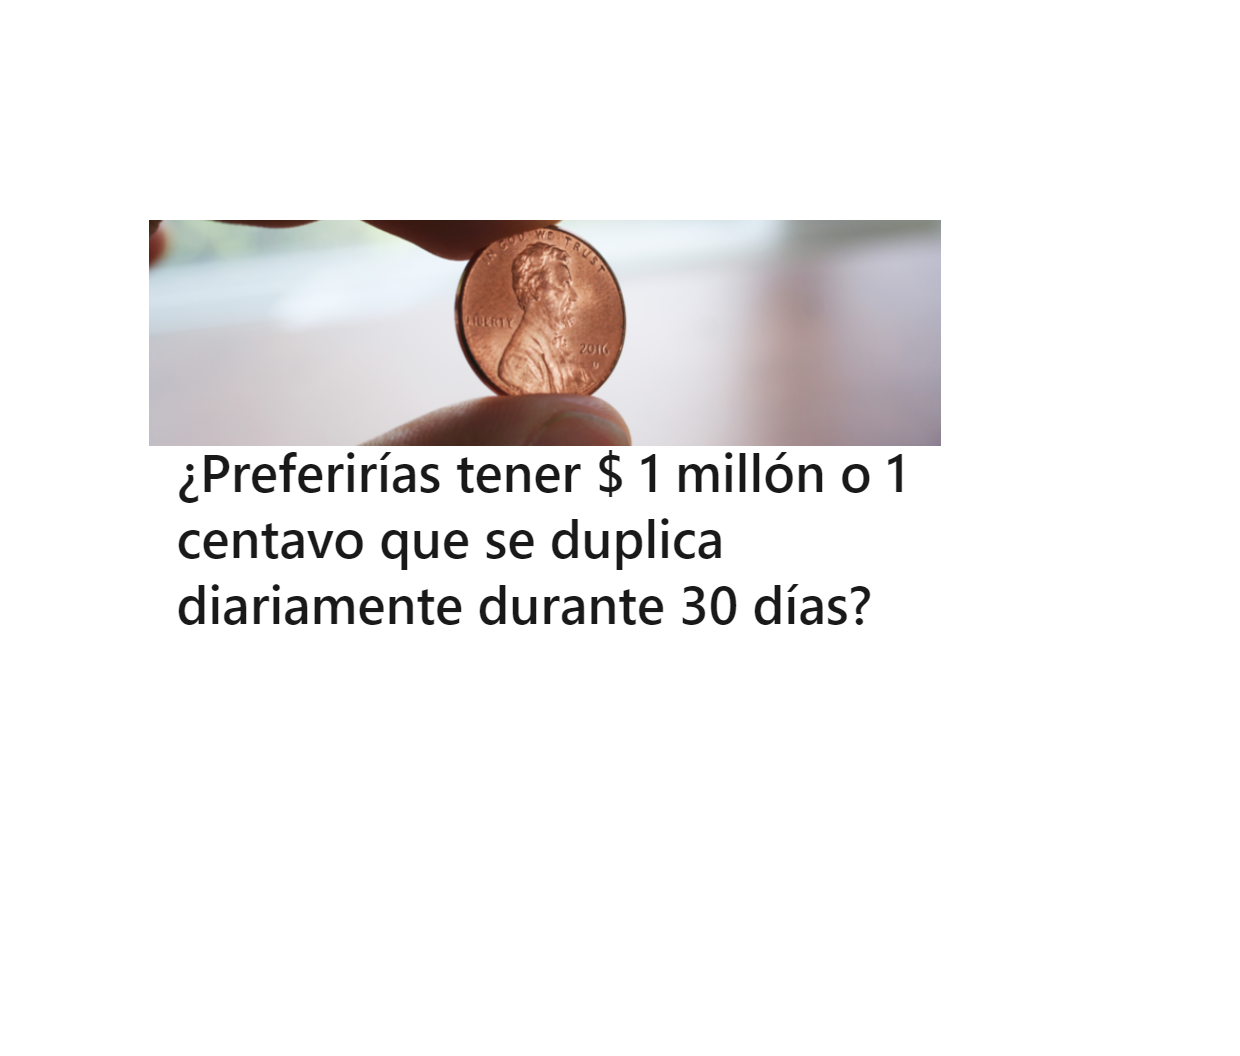 IN GOD WE TRUST
LIBERTY
2016
D
¿Preferirías tener $ 1 millón o 1
centavo que se duplica
diariamente durante 30 días?